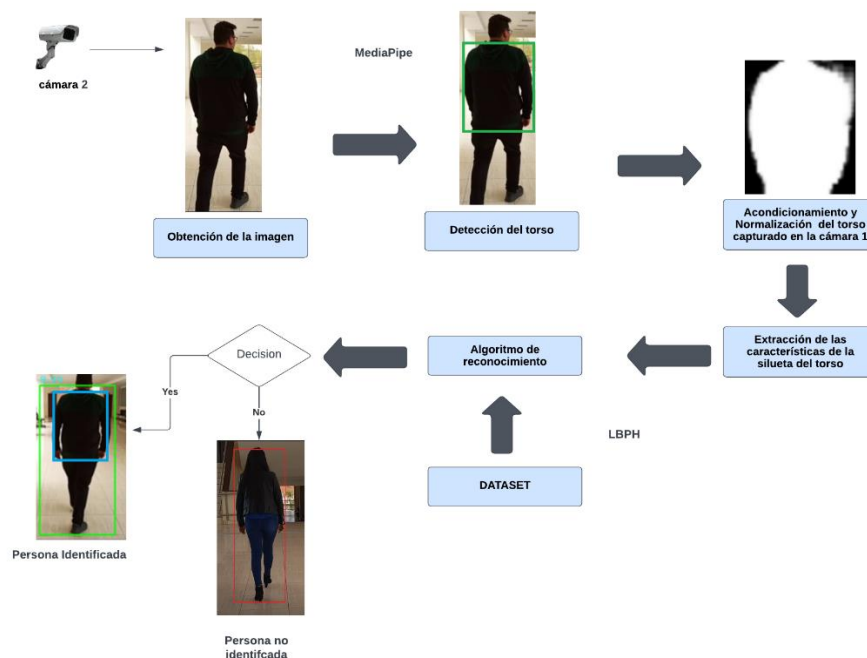 cámara 2
MediaPipe
Obtención de la imagen
Detección del torso
Acondicionamiento y
Normalización del torso
capturado en la cámara 1
Extracción de las
características de la
silueta del torso
Algoritmo de
reconocimiento
LBPH
DATASET
Decision
Yes
No
Persona Identificada
Persona no
identifcada